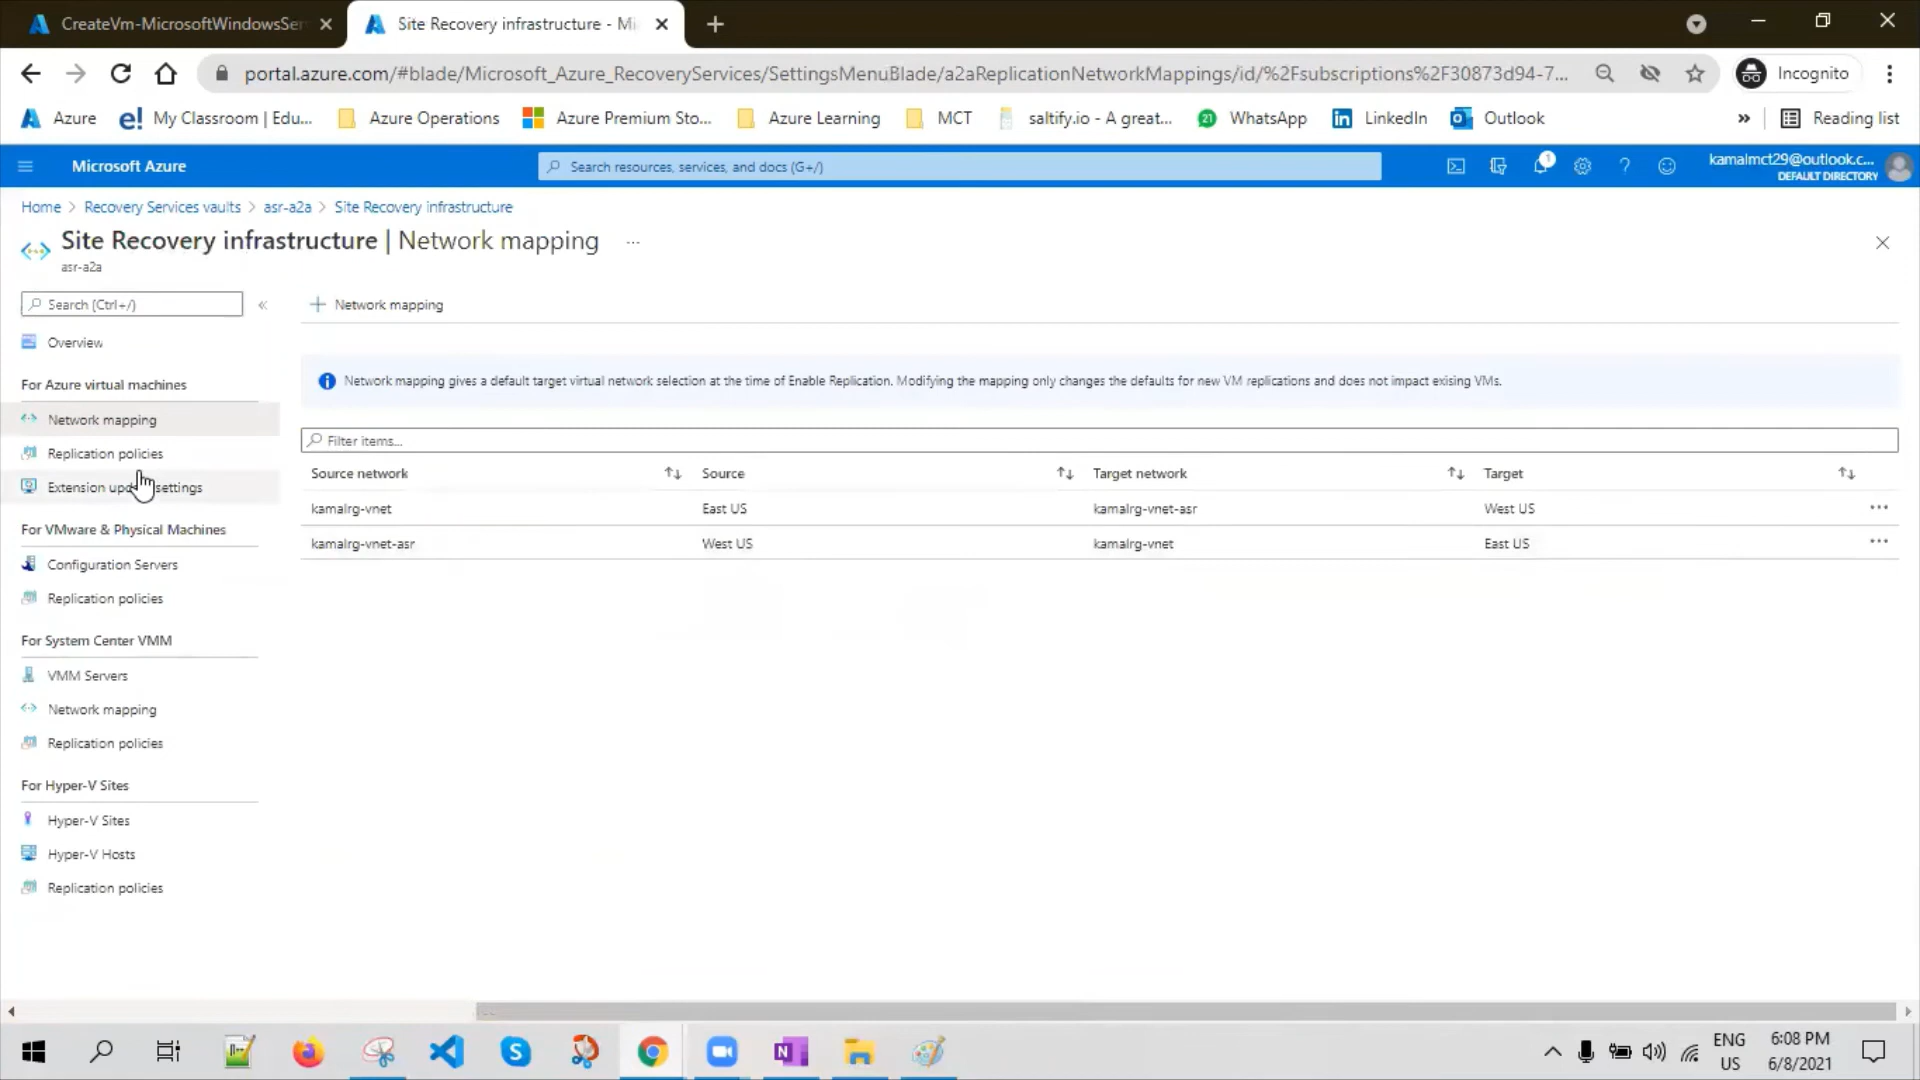 CreateVm-MicrosoftWindowsSer
Site Recovery infrastructure - Mi
portal.azure.com/#blade/Microsoft_Azure_RecoveryServices/SettingsMenuBlade/a2aReplicationNetworkMappings/id/%2Fsubscriptions%2F30873d94-7...
Incognito
Azure
My Classroom | Edu...
Azure Operations
Azure Premium Sto...
Azure Learning
MCT
saltify.io - A great...
21
WhatsApp
LinkedIn
Outlook
»
Reading list
Microsoft Azure
Search resources, services, and docs (G+/)
1
kamalmct29@outlook.c...
DEFAULT DIRECTORY
Home > Recovery Services vaults > asr-a2a > Site Recovery infrastructure
Site Recovery infrastructure | Network mapping ...
asr-a2a
Search (Ctrl+/)
«
Overview
For Azure virtual machines
Network mapping
Replication policies
Extension settings
For VMware & Physical Machines
Configuration Servers
Replication policies
For System Center VMM
VMM Servers
Network mapping
Replication policies
For Hyper-V Sites
Hyper-V Sites
Hyper-V Hosts
Replication policies
+ Network mapping
Network mapping gives a default target virtual network selection at the time of Enable Replication. Modifying the mapping only changes the defaults for new VM replications and does not impact exising VMs.
Filter items...
Source network Source Target network Target
kamalrg-vnet East US kamalrg-vnet-asr West US ...
kamalrg-vnet-asr West US kamalrg-vnet East US ...
ENG
US
6:08 PM
6/8/2021